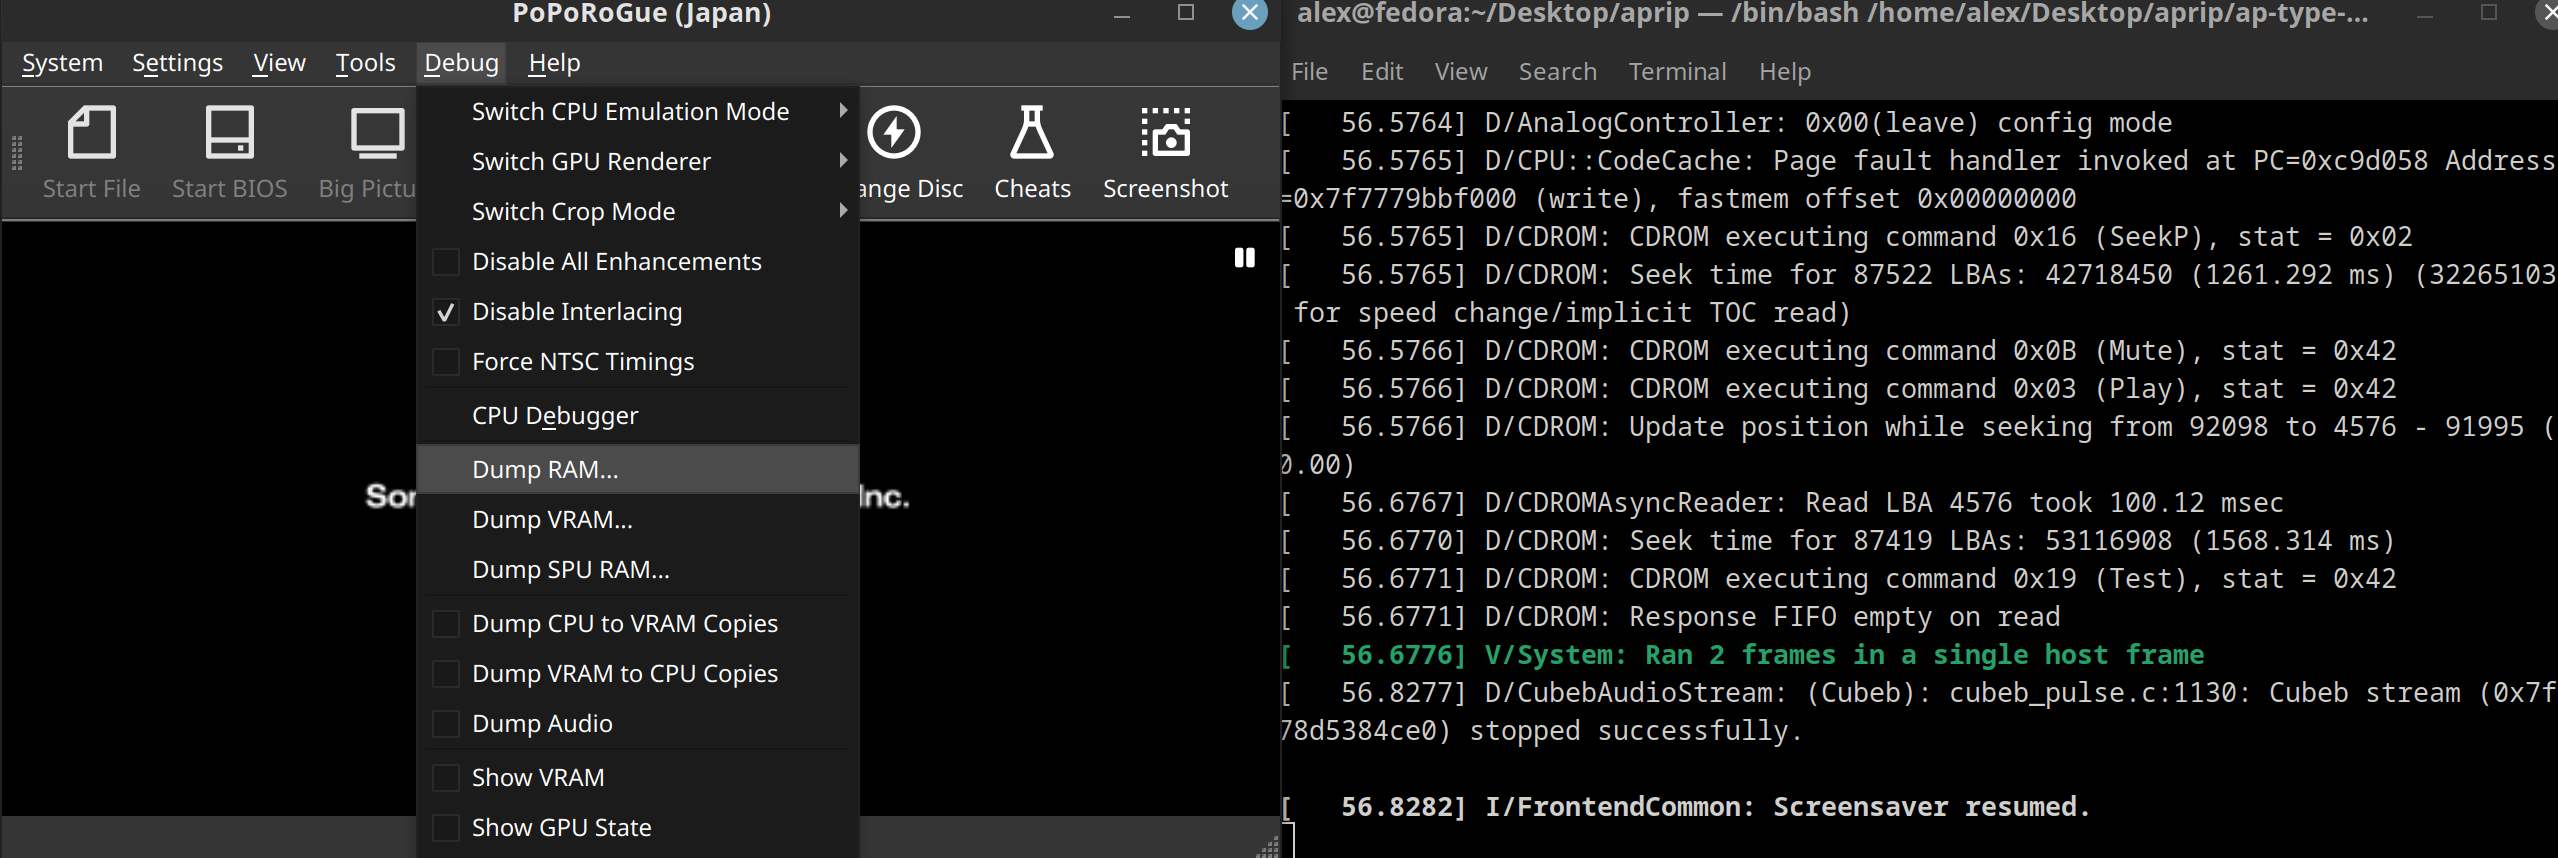 PoPoRoGue (Japan)
System Settings View Tools Debug Help
Start File Start BIOS Big Pictu ange Disc Cheats Screenshot
Switch CPU Emulation Mode
Switch GPU Renderer
Switch Crop Mode
Disable All Enhancements
Disable Interlacing
Force NTSC Timings
CPU Debugger
Dump RAM...
Sor Inc.
Dump VRAM...
Dump SPU RAM...
Dump CPU to VRAM Copies
Dump VRAM to CPU Copies
Dump Audio
Show VRAM
Show GPU State
alex@fedora:~/Desktop/aprip — /bin/bash /home/alex/Desktop/aprip/ap-type-...
File Edit View Search Terminal Help
[   56.5764] D/AnalogController: 0x00(leave) config mode
[   56.5765] D/CPU::CodeCache: Page fault handler invoked at PC=0xc9d058 Address
=0x7f7779bbf000 (write), fastmem offset 0x00000000
[   56.5765] D/CDROM: CDROM executing command 0x16 (SeekP), stat = 0x02
[   56.5765] D/CDROM: Seek time for 87522 LBAs: 42718450 (1261.292 ms) (32265103
for speed change/implicit TOC read)
[   56.5766] D/CDROM: CDROM executing command 0x0B (Mute), stat = 0x42
[   56.5766] D/CDROM: CDROM executing command 0x03 (Play), stat = 0x42
[   56.5766] D/CDROM: Update position while seeking from 92098 to 4576 - 91995 (
0.00)
[   56.6767] D/CDROMAsyncReader: Read LBA 4576 took 100.12 msec
[   56.6770] D/CDROM: Seek time for 87419 LBAs: 53116908 (1568.314 ms)
[   56.6771] D/CDROM: CDROM executing command 0x19 (Test), stat = 0x42
[   56.6771] D/CDROM: Response FIFO empty on read
[   56.6776] V/System: Ran 2 frames in a single host frame
[   56.8277] D/CubebAudioStream: (Cubeb): cubeb_pulse.c:1130: Cubeb stream (0x7f
78d5384ce0) stopped successfully.
[   56.8282] I/FrontendCommon: Screensaver resumed.